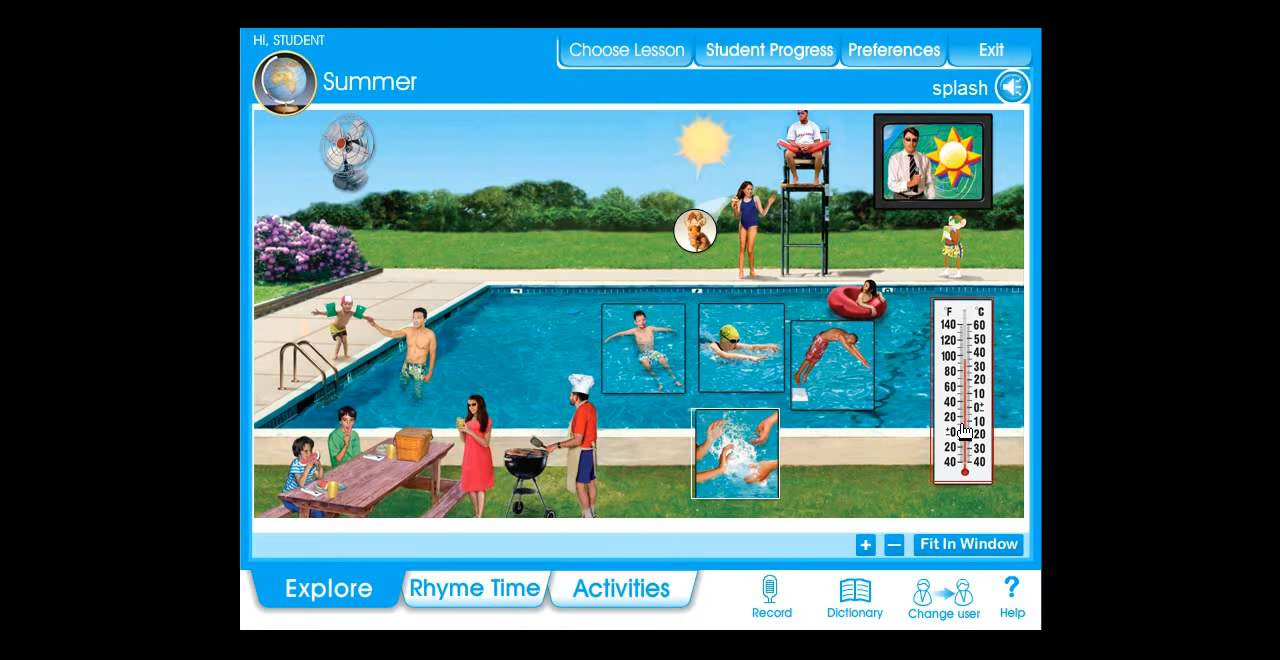 Hi, STUDENT
Choose Lesson
Student Progress
Preferences
Exit
Summer
splash
°F °C
140 60
120 50
100 40
80 30
60 20
40 10
20 0±
±0 20
20 30
40 40
+
−
Fit In Window
Explore
Rhyme Time
Activities
Record
Dictionary
Change user
?
Help